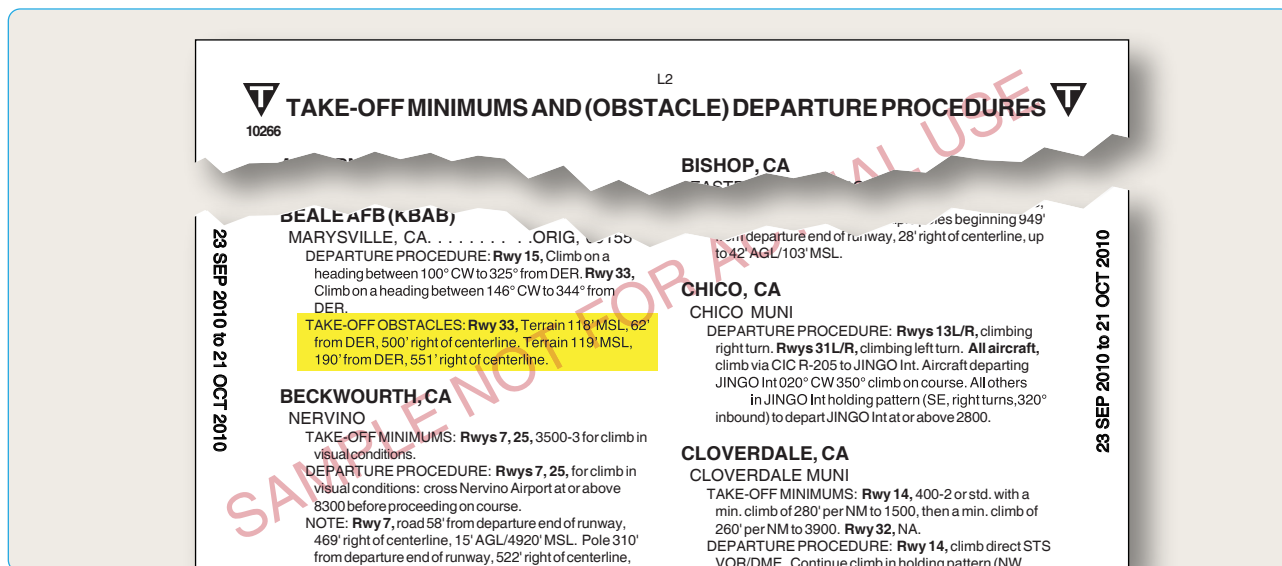 L2
TAKE-OFF MINIMUMS AND (OBSTACLE) DEPARTURE PROCEDURES
10266
23 SEP 2010 to 21 OCT 2010
BEALE AFB (KBAB)
MARYSVILLE, CA. . . . . . . . . . .ORIG, 09155
DEPARTURE PROCEDURE: Rwy 15, Climb on a
heading between 100° CW to 325° from DER. Rwy 33,
Climb on a heading between 146° CW to 344° from
DER.
TAKE-OFF OBSTACLES: Rwy 33, Terrain 118' MSL, 62'
from DER, 500' right of centerline. Terrain 119' MSL,
190' from DER, 551' right of centerline.
BECKWOURTH, CA
NERVINO
TAKE-OFF MINIMUMS: Rwys 7, 25, 3500-3 for climb in
visual conditions.
DEPARTURE PROCEDURE: Rwys 7, 25, for climb in
visual conditions: cross Nervino Airport at or above
8300 before proceeding on course.
NOTE: Rwy 7, road 58' from departure end of runway,
469' right of centerline, 15' AGL/4920' MSL. Pole 310'
from departure end of runway, 522' right of centerline,
BISHOP, CA
beginning 949'
from departure end of runway, 28' right of centerline, up
to 42' AGL/103' MSL.
CHICO, CA
CHICO MUNI
DEPARTURE PROCEDURE: Rwys 13L/R, climbing
right turn. Rwys 31L/R, climbing left turn. All aircraft,
climb via CIC R-205 to JINGO Int. Aircraft departing
JINGO Int 020° CW 350° climb on course. All others
in JINGO Int holding pattern (SE, right turns, 320°
inbound) to depart JINGO Int at or above 2800.
CLOVERDALE, CA
CLOVERDALE MUNI
TAKE-OFF MINIMUMS: Rwy 14, 400-2 or std. with a
min. climb of 280' per NM to 1500, then a min. climb of
260' per NM to 3900. Rwy 32, NA.
DEPARTURE PROCEDURE: Rwy 14, climb direct STS
VOR/DME. Continue climb in holding pattern (NW,
23 SEP 2010 to 21 OCT 2010
SAMPLE NOT FOR ACTUAL USE